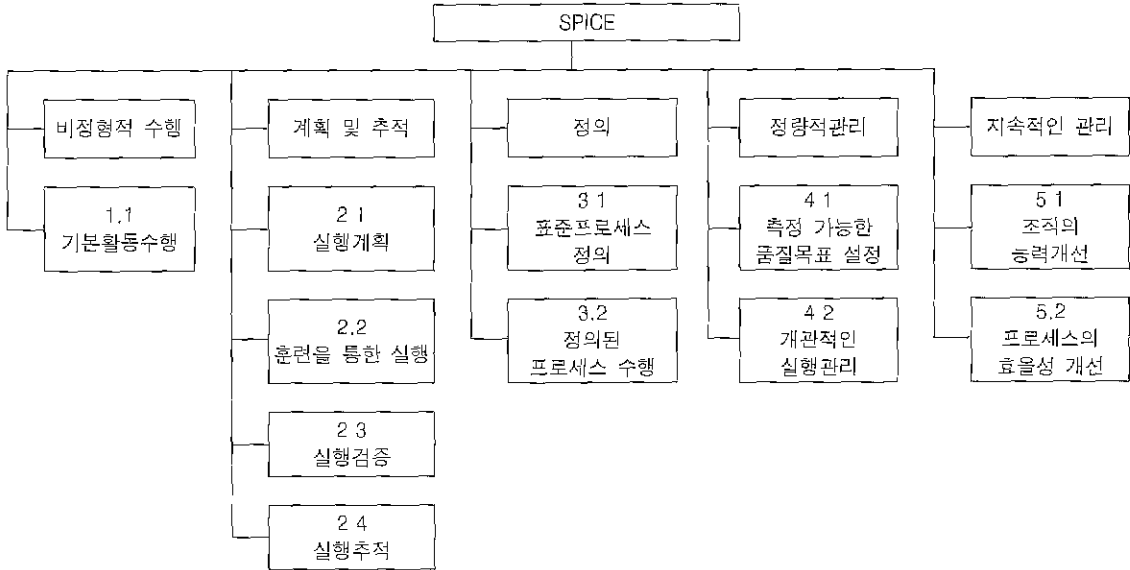 SPICE
비정형적 수행
계획 및 추적
정의
정량적관리
지속적인 관리
1.1
기본활동수행
2 1
실행계획
3 1
표준프로세스
정의
4 1
측정 가능한
품질목표 설정
5 1
조직의
능력개선
2.2
훈련을 통한 실행
3.2
정의된
프로세스 수행
4 2
개관적인
실행관리
5.2
프로세스의
효율성 개선
2 3
실행검증
2 4
실행추적